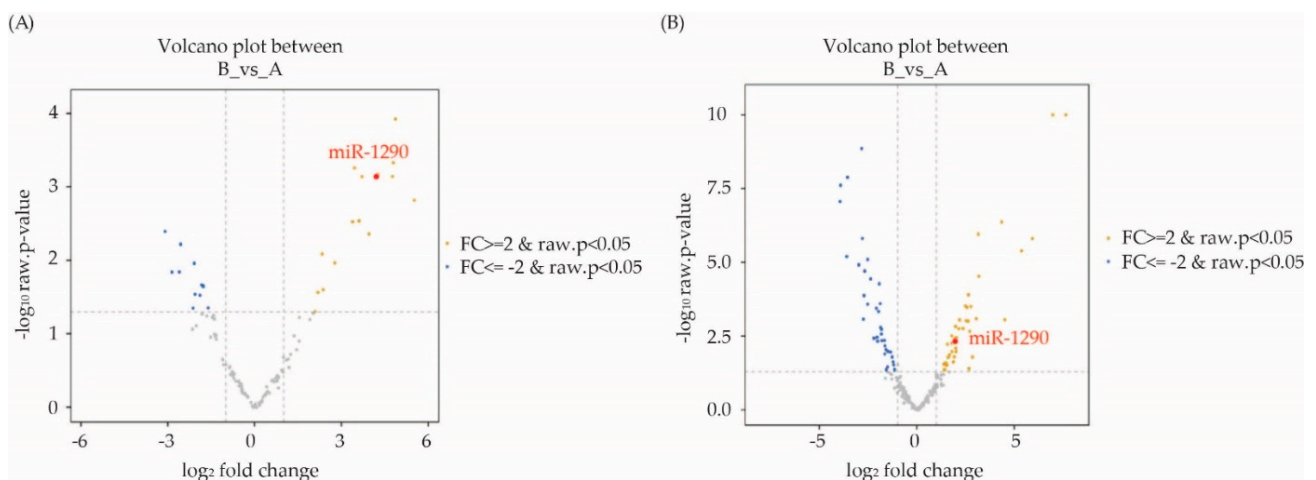 (A)
Volcano plot between
B_vs_A
-log₁₀ raw.p-value
4
3
2
1
0
miR-1290
-6 -3 0 3 6
log₂ fold change
FC>=2 & raw.p<0.05
FC<= -2 & raw.p<0.05
(B)
Volcano plot between
B_vs_A
-log₁₀ raw.p-value
10
7.5
5.0
2.5
0.0
miR-1290
-5 0 5
log₂ fold change
FC>=2 & raw.p<0.05
FC<= -2 & raw.p<0.05